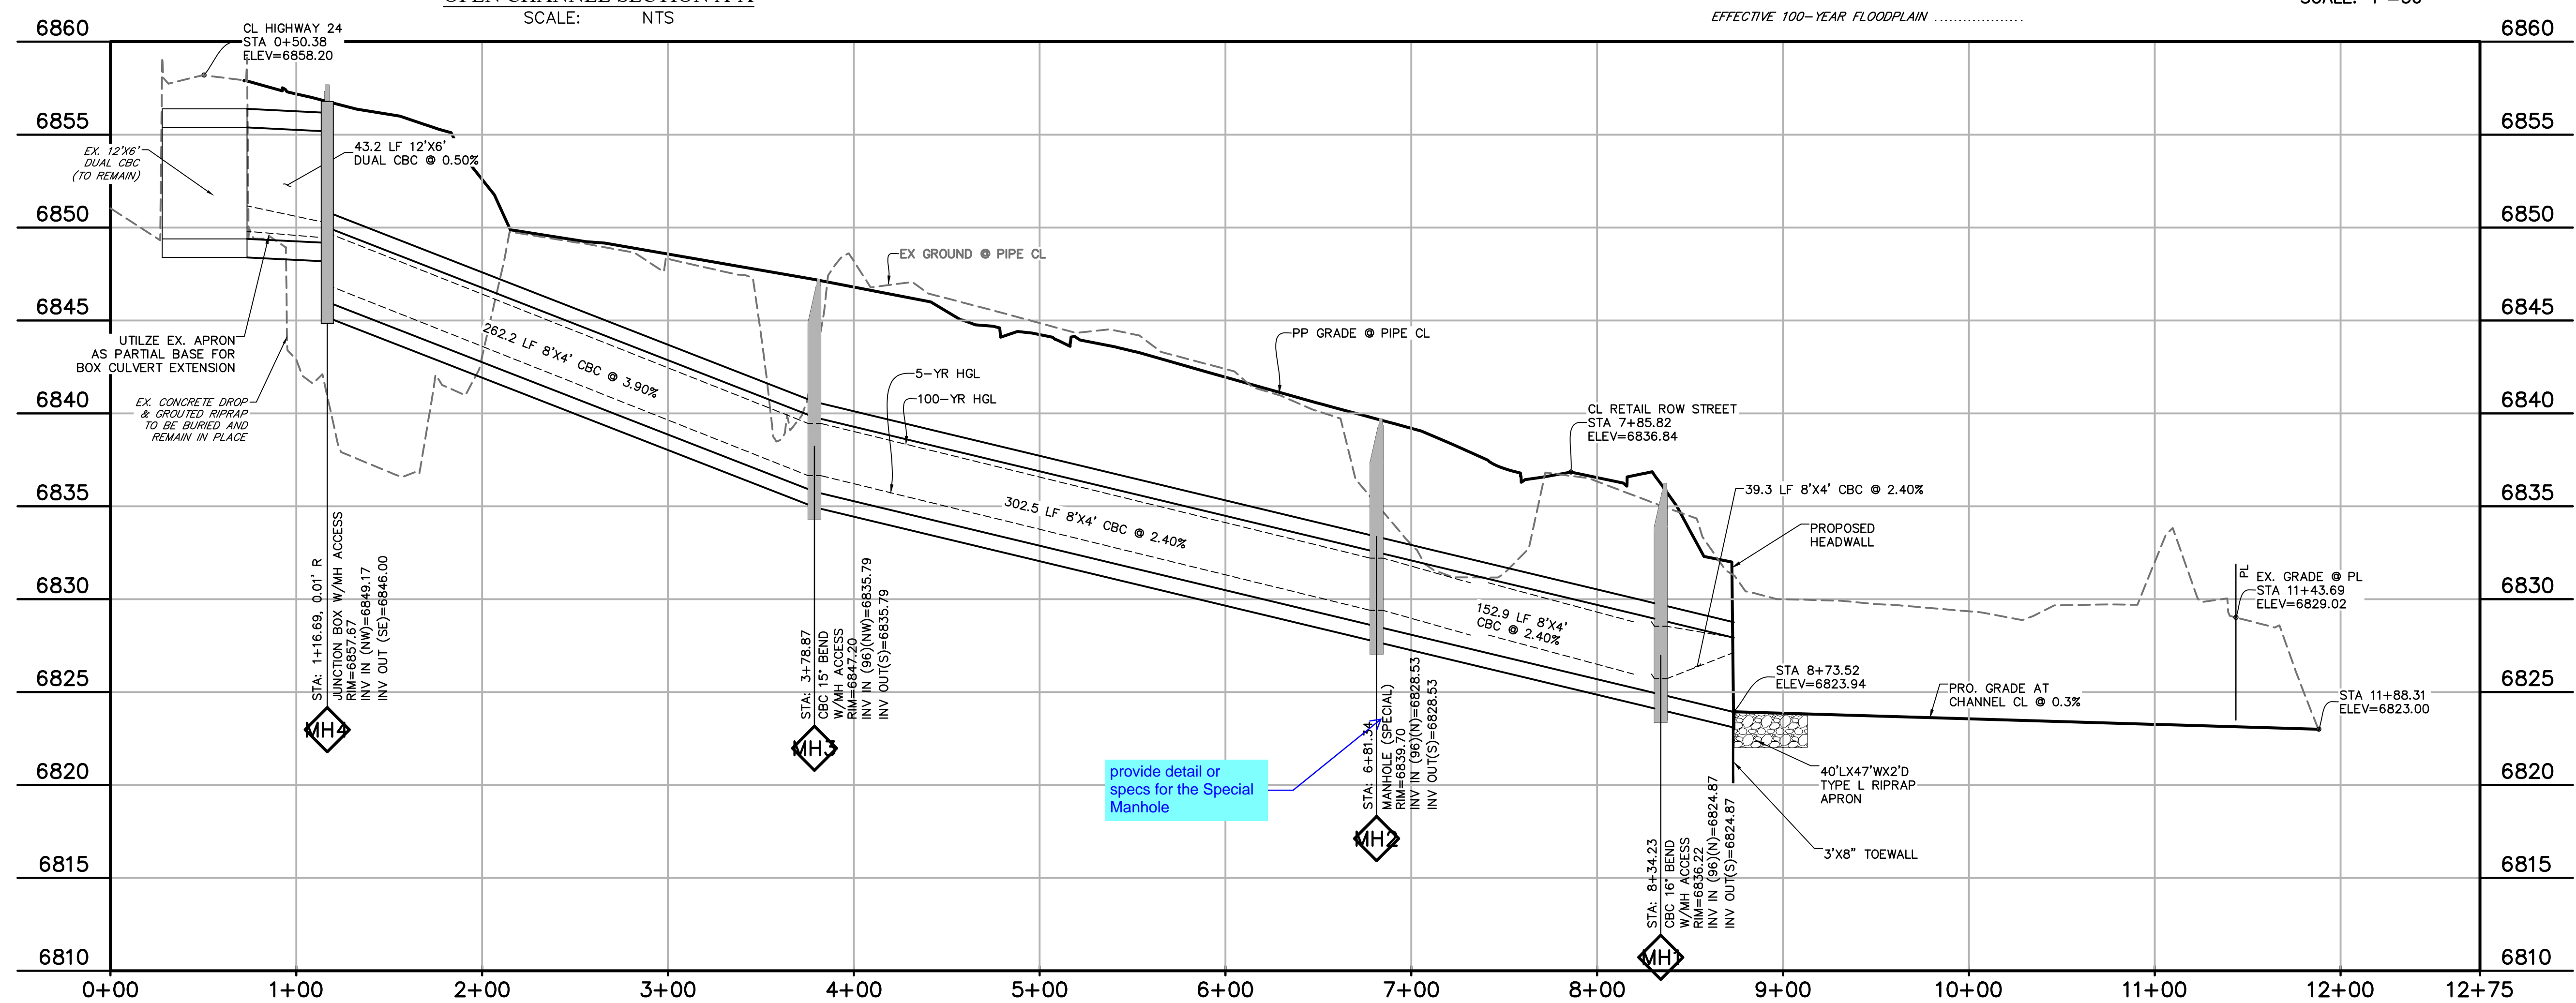 OPEN CHANNEL SECTION A-A
SCALE: NTS
EFFECTIVE 100-YEAR FLOODPLAIN
6860
6855
6850
6845
6840
6835
6830
6825
6820
6815
6810
CL HIGHWAY 24
STA 0+50.38
ELEV=6858.20
EX. 12'X6'
DUAL CBC
(TO REMAIN)
43.2 LF 12'X6'
DUAL CBC @ 0.50%
UTILZE EX. APRON
AS PARTIAL BASE FOR
BOX CULVERT EXTENSION
EX. CONCRETE DROP
& GROUTED RIPRAP
TO BE BURIED AND
REMAIN IN PLACE
262.2 LF 8'X4' CBC @ 3.90%
STA: 1+16.69, 0.01' R
JUNCTION BOX W/MH ACCESS
RIM=6857.67
INV IN (NW)=6849.17
INV OUT (SE)=6846.00
MH4
EX GROUND @ PIPE CL
5-YR HGL
100-YR HGL
302.5 LF 8'X4' CBC @ 2.40%
STA: 3+78.87
CBC 15° BEND
W/MH ACCESS
RIM=6847.20
INV IN (96)(NW)=6835.79
INV OUT(S)=6835.79
MH3
PP GRADE @ PIPE CL
CL RETAIL ROW STREET
STA 7+85.82
ELEV=6836.84
provide detail or
specs for the Special
Manhole
STA: 6+81.34
MANHOLE (SPECIAL)
RIM=6839.70
INV IN (96)(N)=6828.53
INV OUT(S)=6828.53
MH2
152.9 LF 8'X4'
CBC @ 2.40%
39.3 LF 8'X4' CBC @ 2.40%
PROPOSED
HEADWALL
STA: 8+34.23
CBC 16° BEND
W/MH ACCESS
RIM=6836.22
INV IN (96)(N)=6824.87
INV OUT(S)=6824.87
MH1
STA 8+73.52
ELEV=6823.94
PRO. GRADE AT
CHANNEL CL @ 0.3%
40'LX47'WX2'D
TYPE L RIPRAP
APRON
3'X8" TOEWALL
PL
EX. GRADE @ PL
STA 11+43.69
ELEV=6829.02
STA 11+88.31
ELEV=6823.00
6860
6855
6850
6845
6840
6835
6830
6825
6820
6815
6810
0+00
1+00
2+00
3+00
4+00
5+00
6+00
7+00
8+00
9+00
10+00
11+00
12+00
12+75